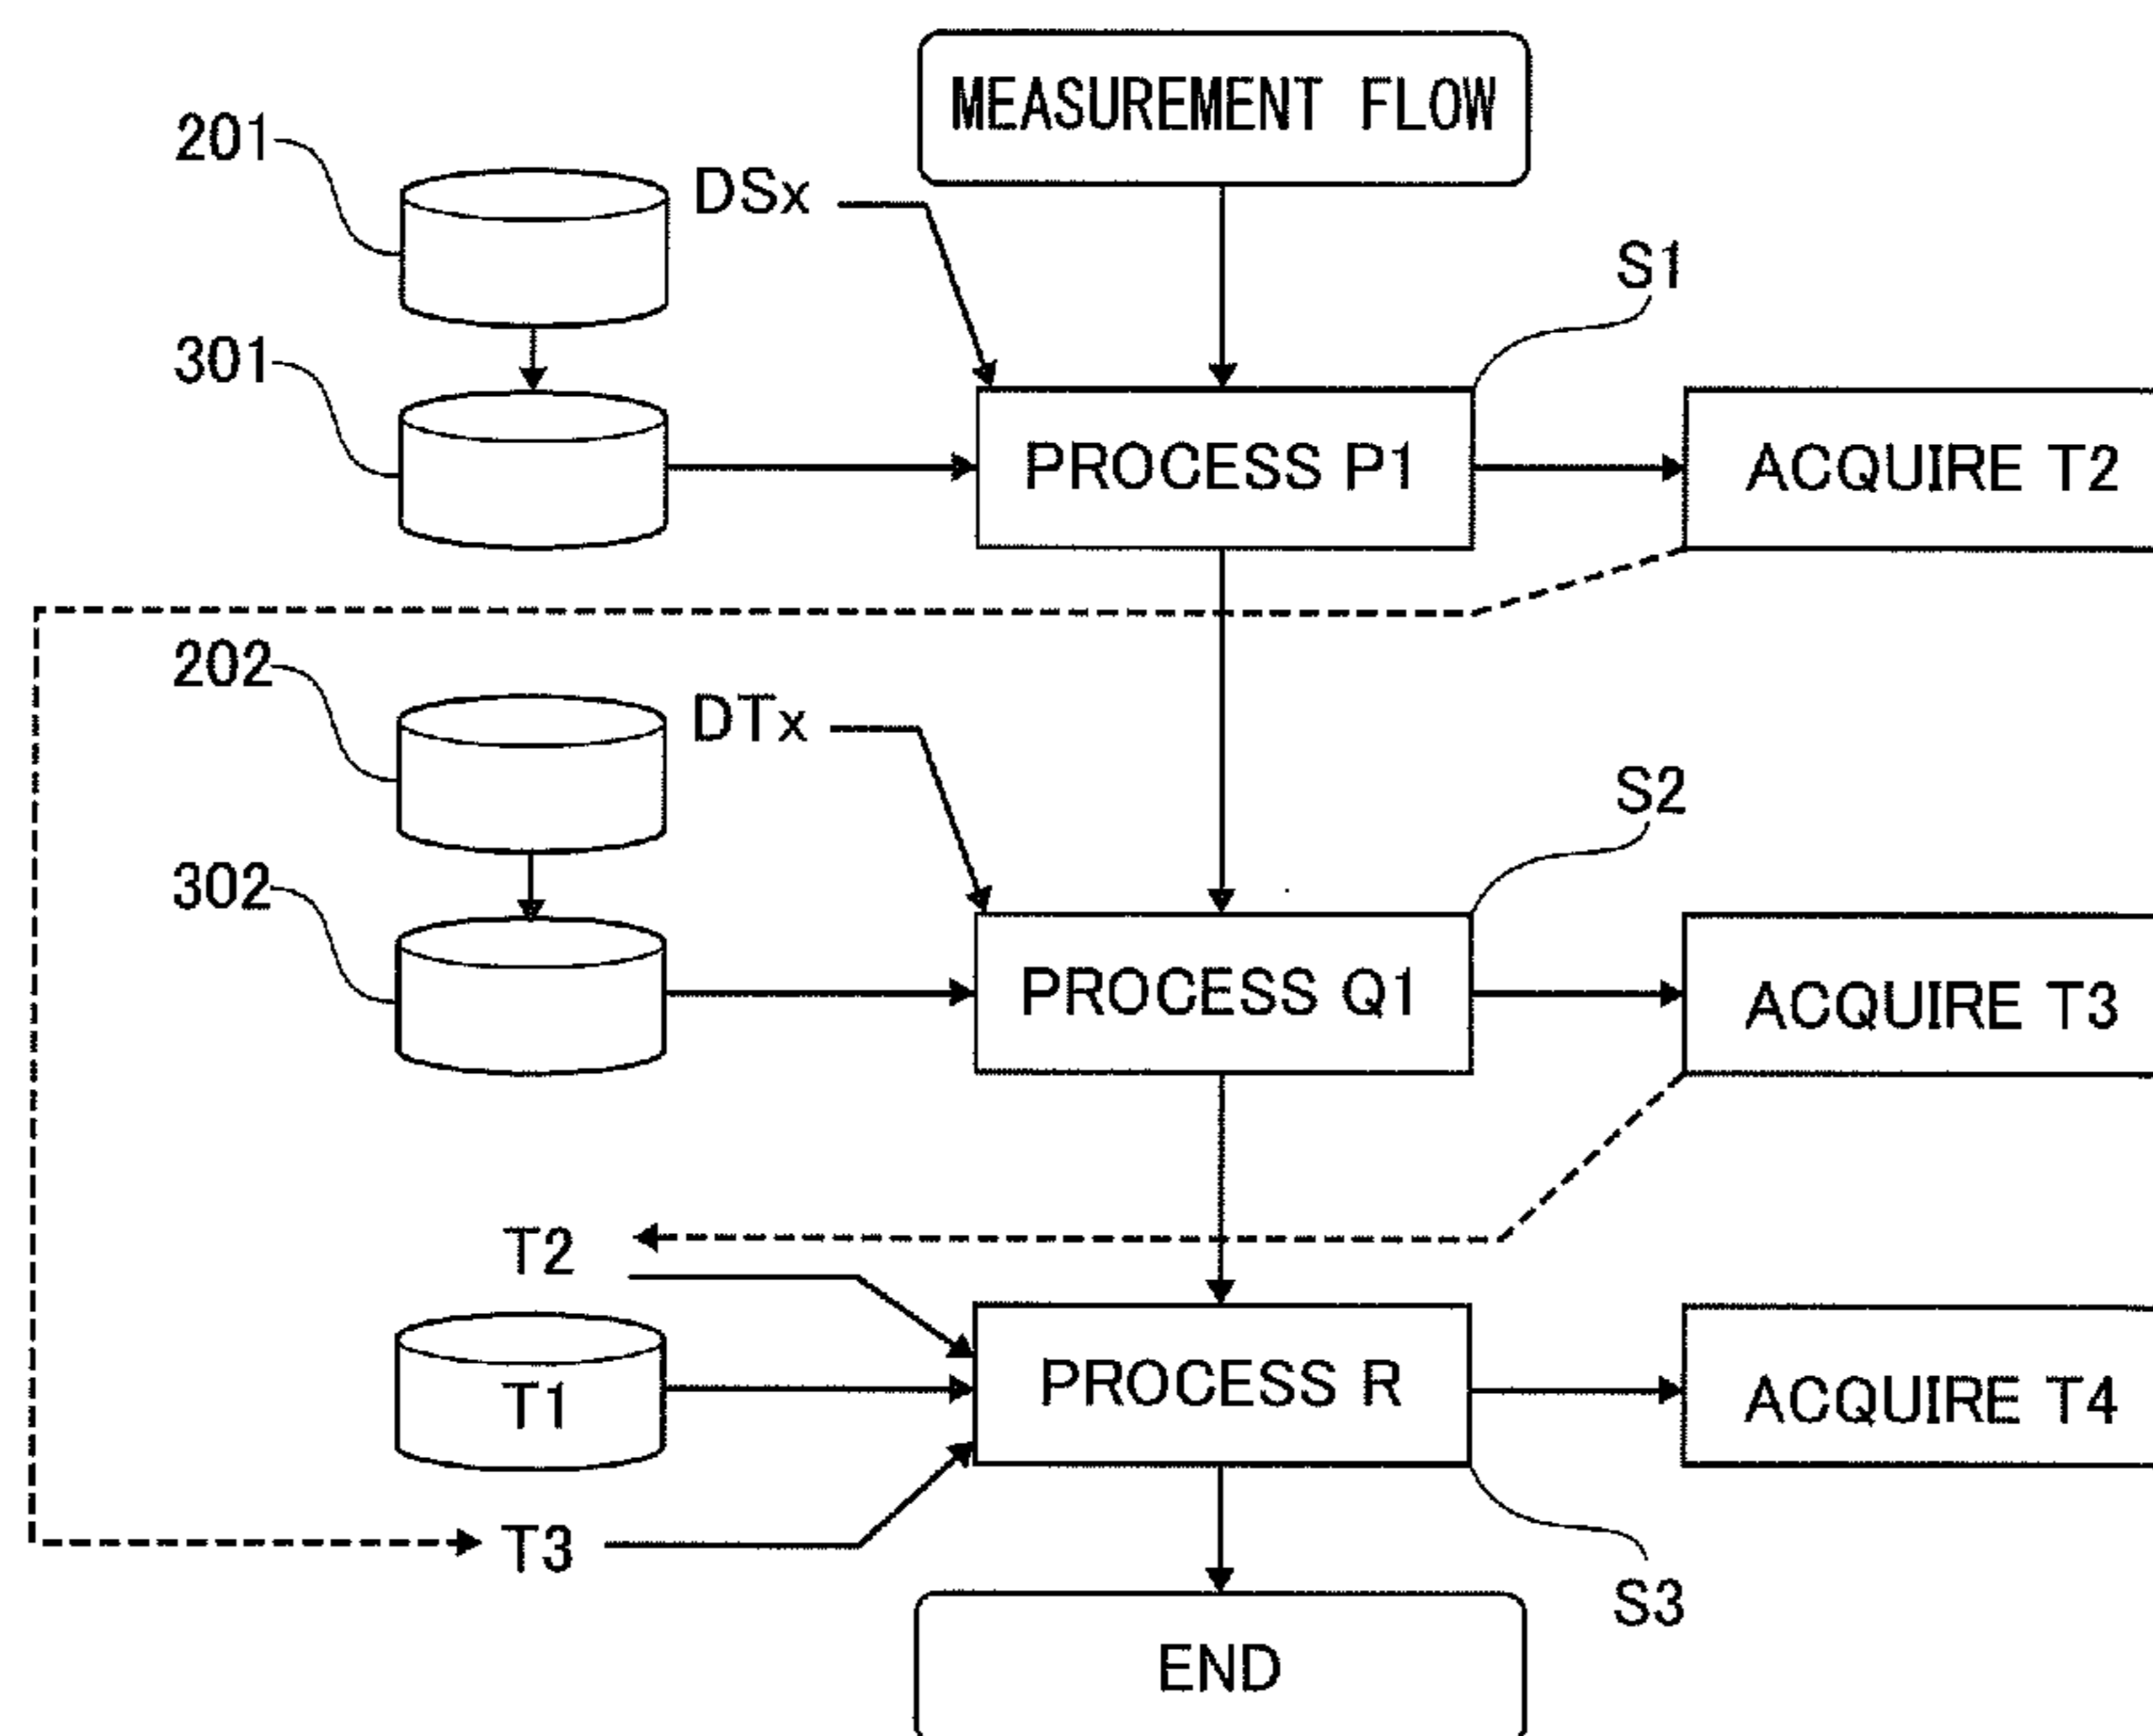 MEASUREMENT FLOW
201
DSx
S1
301
PROCESS P1
ACQUIRE T2
202
DTx
S2
302
PROCESS Q1
ACQUIRE T3
T2
T1
PROCESS R
ACQUIRE T4
T3
S3
END